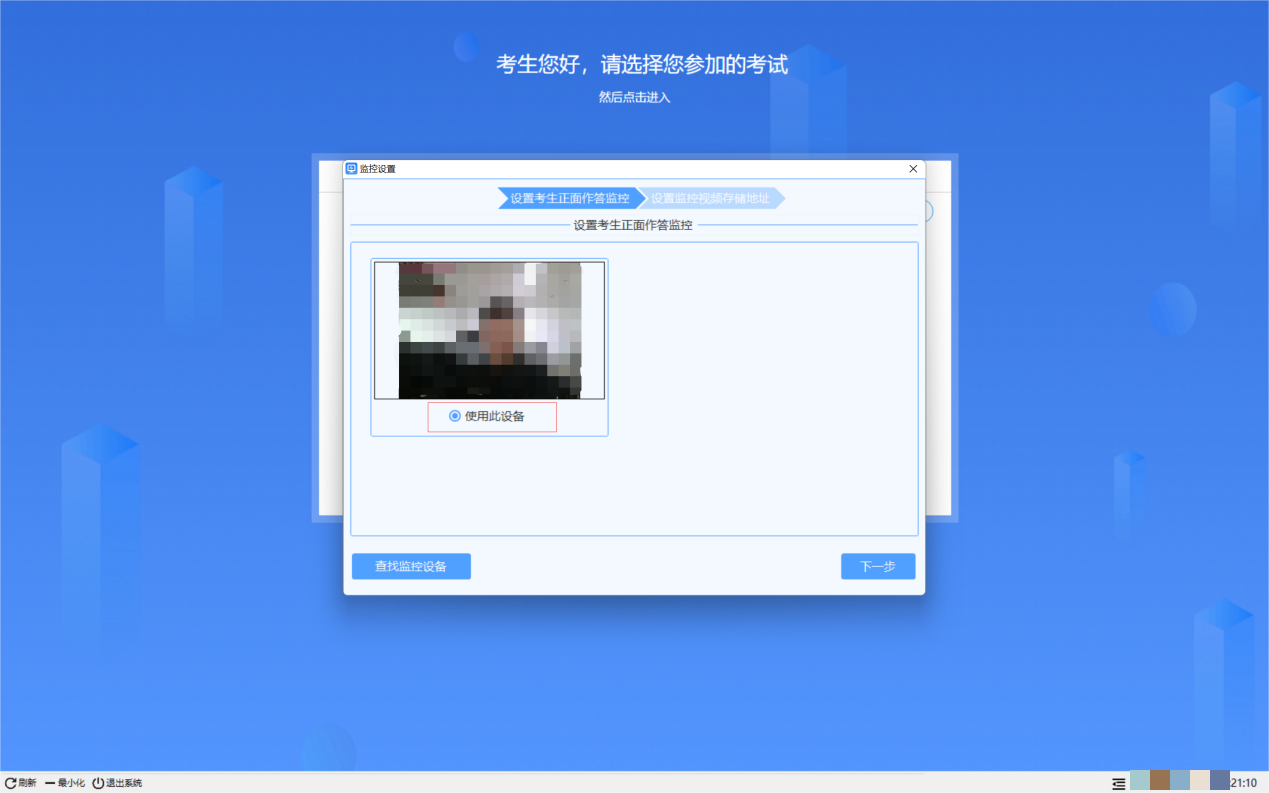 考生您好，请选择您参加的考试
然后点击进入
监控设置
设置考生正面作答监控 设置监控视频存储地址
设置考生正面作答监控
使用此设备
查找监控设备 下一步
刷新 最小化 退出系统 :21:10